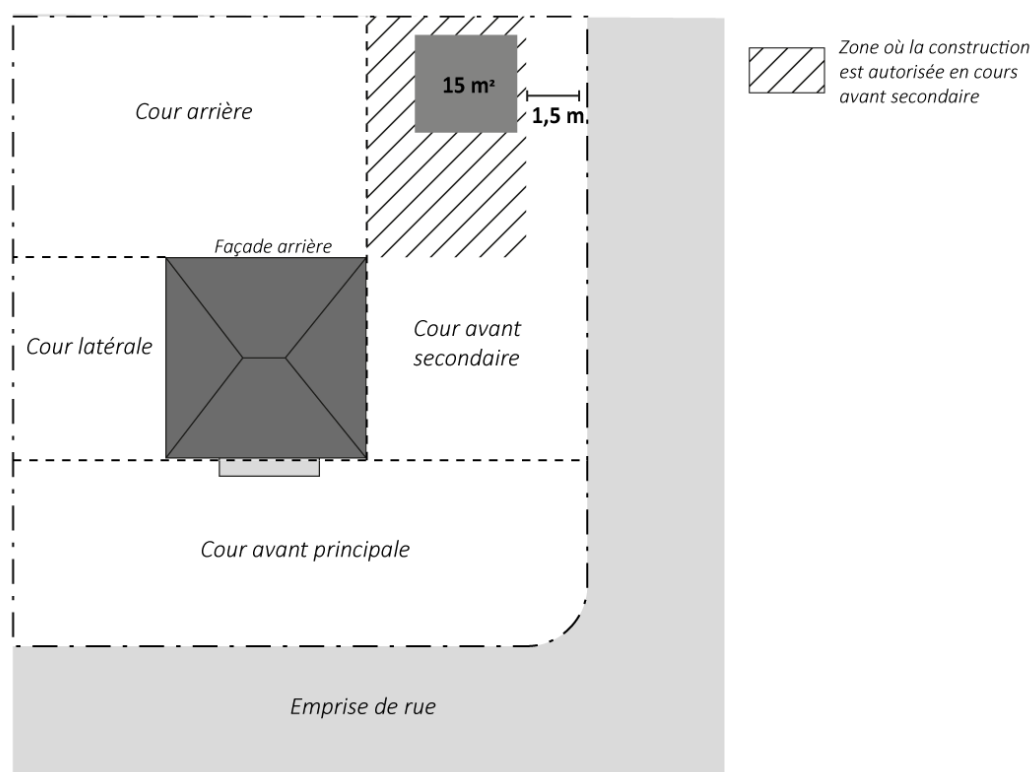 Zone où la construction
est autorisée en cours
avant secondaire
15 m²
Cour arrière
1,5 m
Façade arrière
Cour latérale
Cour avant
secondaire
Cour avant principale
Emprise de rue